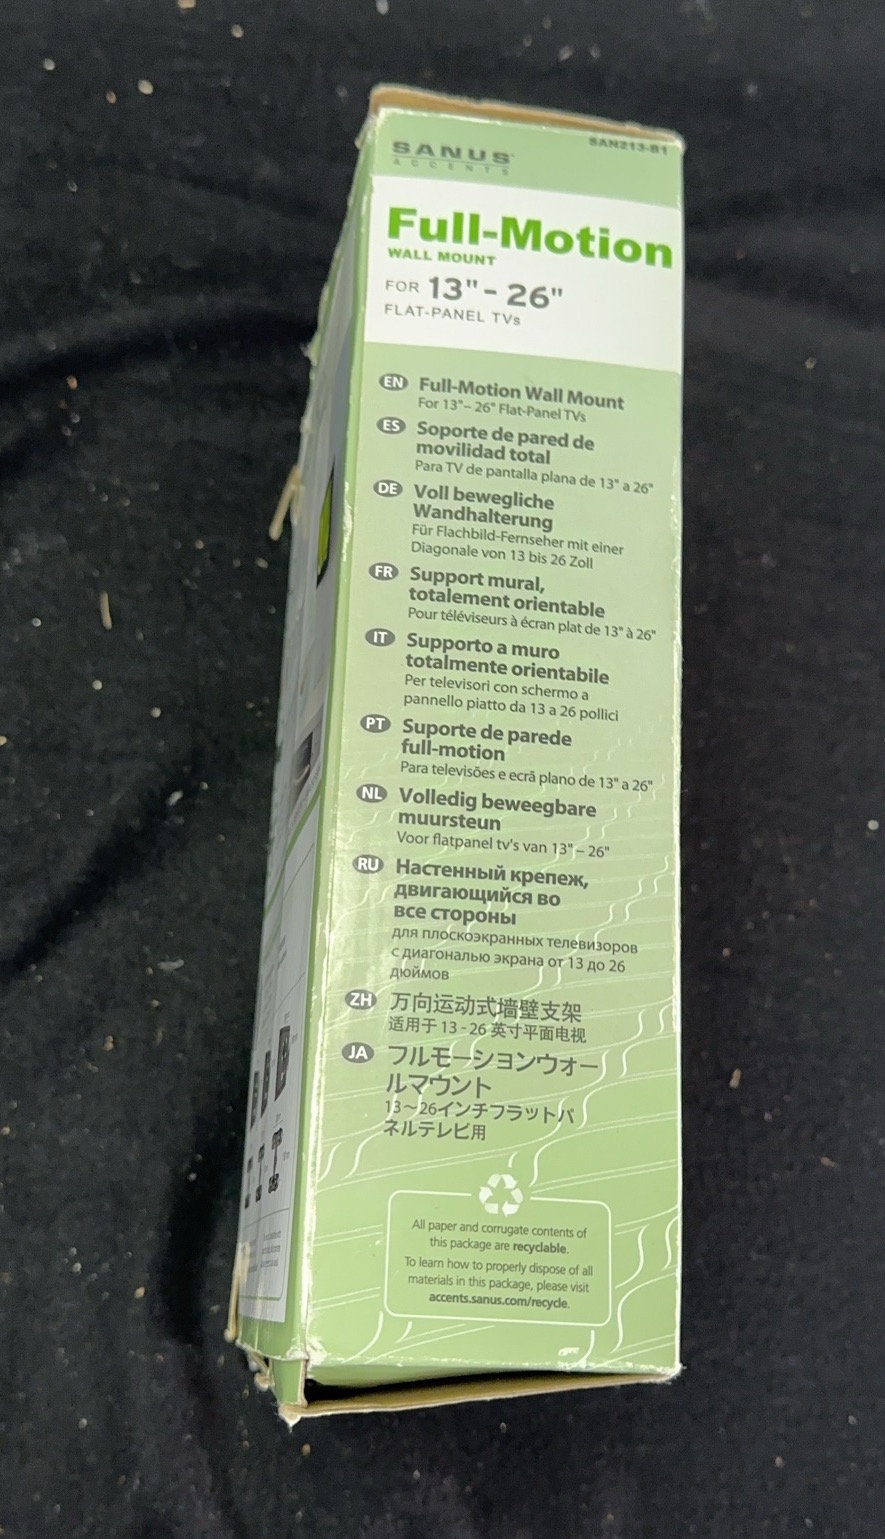 SANUS
ACCENTS
SAN213-B1
Full-Motion
WALL MOUNT
FOR 13" - 26"
FLAT-PANEL TVs
EN Full-Motion Wall Mount
For 13"– 26" Flat-Panel TVs
ES Soporte de pared de
movilidad total
Para TV de pantalla plana de 13" a 26"
DE Voll bewegliche
Wandhalterung
Für Flachbild-Fernseher mit einer
Diagonale von 13 bis 26 Zoll
FR Support mural,
totalement orientable
Pour téléviseurs à écran plat de 13" à 26"
IT Supporto a muro
totalmente orientabile
Per televisori con schermo a
pannello piatto da 13 a 26 pollici
PT Suporte de parede
full-motion
Para televisões e ecrã plano de 13" a 26"
NL Volledig beweegbare
muursteun
Voor flatpanel tv's van 13" – 26"
RU Настенный крепеж,
двигающийся во
все стороны
для плоскоэкранных телевизоров
с диагональю экрана от 13 до 26
дюймов
ZH 万向运动式墙壁支架
适用于 13 - 26 英寸平面电视
JA フルモーションウオー
ルマウント
13～26インチフラットパ
ネルテレビ用
All paper and corrugate contents of
this package are recyclable.
To learn how to properly dispose of all
materials in this package, please visit
accents.sanus.com/recycle.